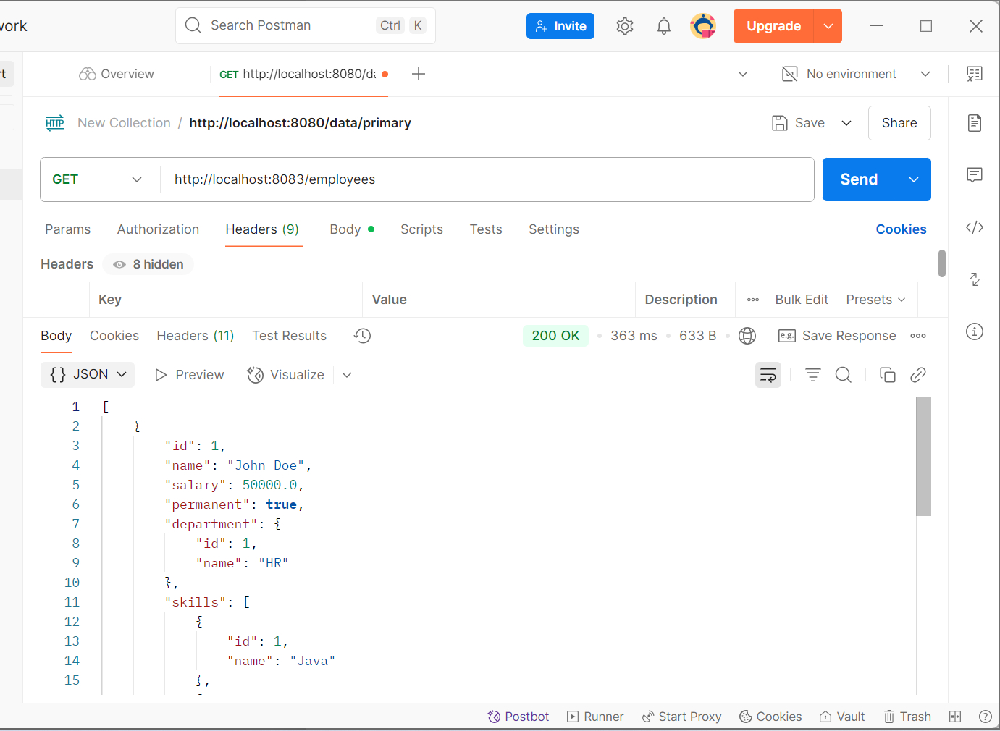 work
Search Postman Ctrl K
Invite
Upgrade
rt
Overview
GET http://localhost:8080/da
No environment
HTTP New Collection / http://localhost:8080/data/primary
Save
Share
GET http://localhost:8083/employees
Send
Params Authorization Headers (9) Body Scripts Tests Settings Cookies
Headers 8 hidden
Key Value Description Bulk Edit Presets
Body Cookies Headers (11) Test Results 200 OK 363 ms 633 B e.g. Save Response
{} JSON Preview Visualize
1 [
2 {
3 "id": 1,
4 "name": "John Doe",
5 "salary": 50000.0,
6 "permanent": true,
7 "department": {
8 "id": 1,
9 "name": "HR"
10 },
11 "skills": [
12 {
13 "id": 1,
14 "name": "Java"
15 },
Postbot Runner Start Proxy Cookies Vault Trash